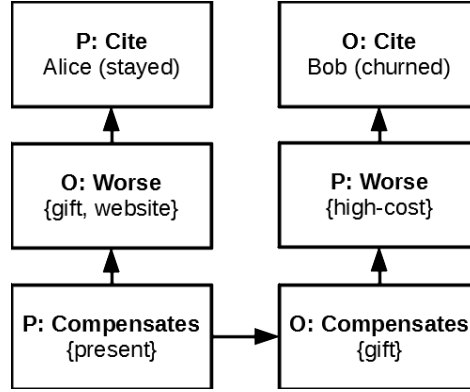 P: Cite
Alice (stayed)
O: Cite
Bob (churned)
O: Worse
{gift, website}
P: Worse
{high-cost}
P: Compensates
{present}
O: Compensates
{gift}